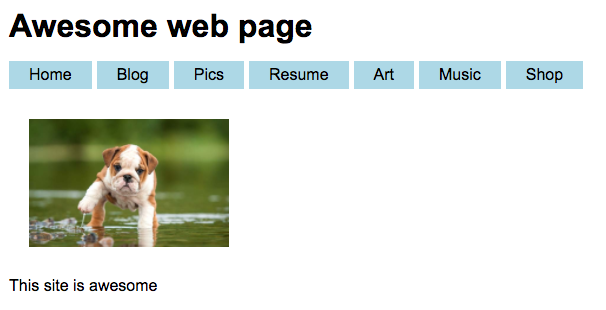 Awesome web page
Home Blog Pics Resume Art Music Shop
This site is awesome